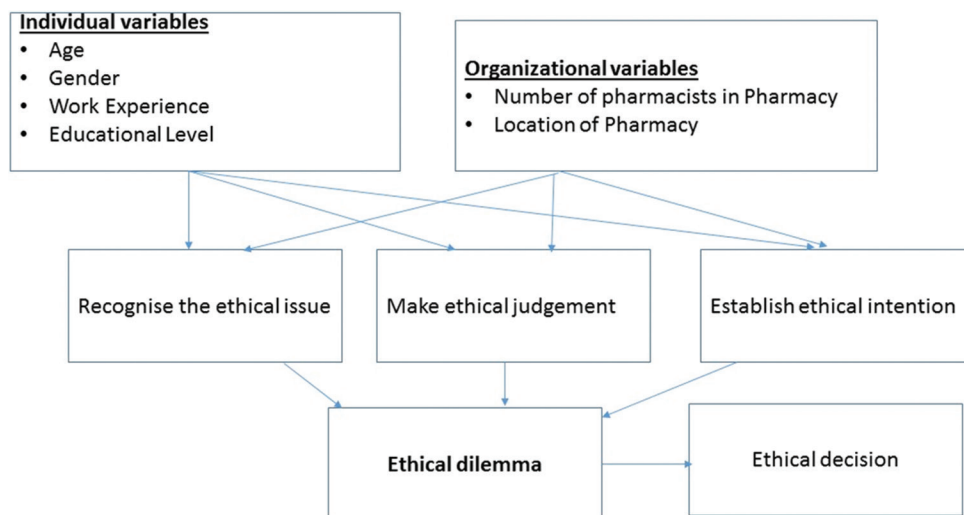 Individual variables
• Age
• Gender
• Work Experience
• Educational Level
Organizational variables
• Number of pharmacists in Pharmacy
• Location of Pharmacy
Recognise the ethical issue
Make ethical judgement
Establish ethical intention
Ethical dilemma
Ethical decision